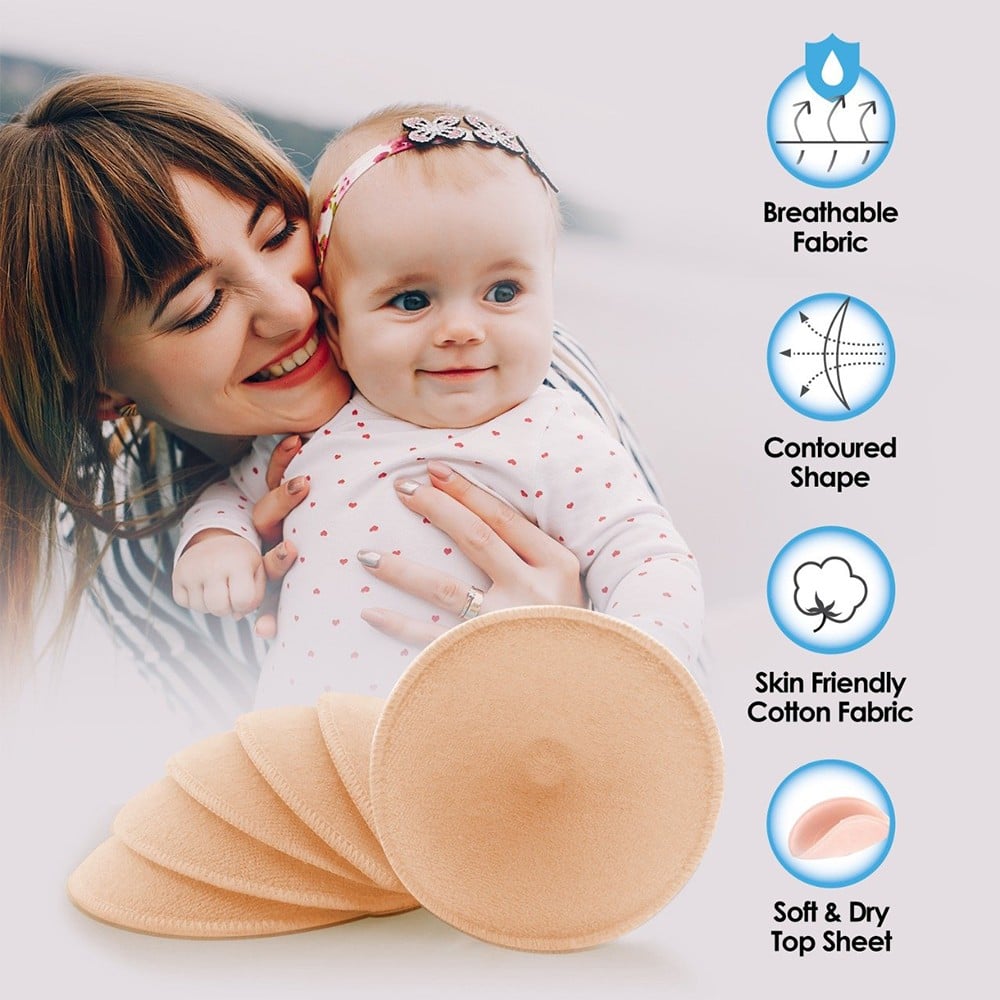 Breathable
Fabric
Contoured
Shape
Skin Friendly
Cotton Fabric
Soft & Dry
Top Sheet